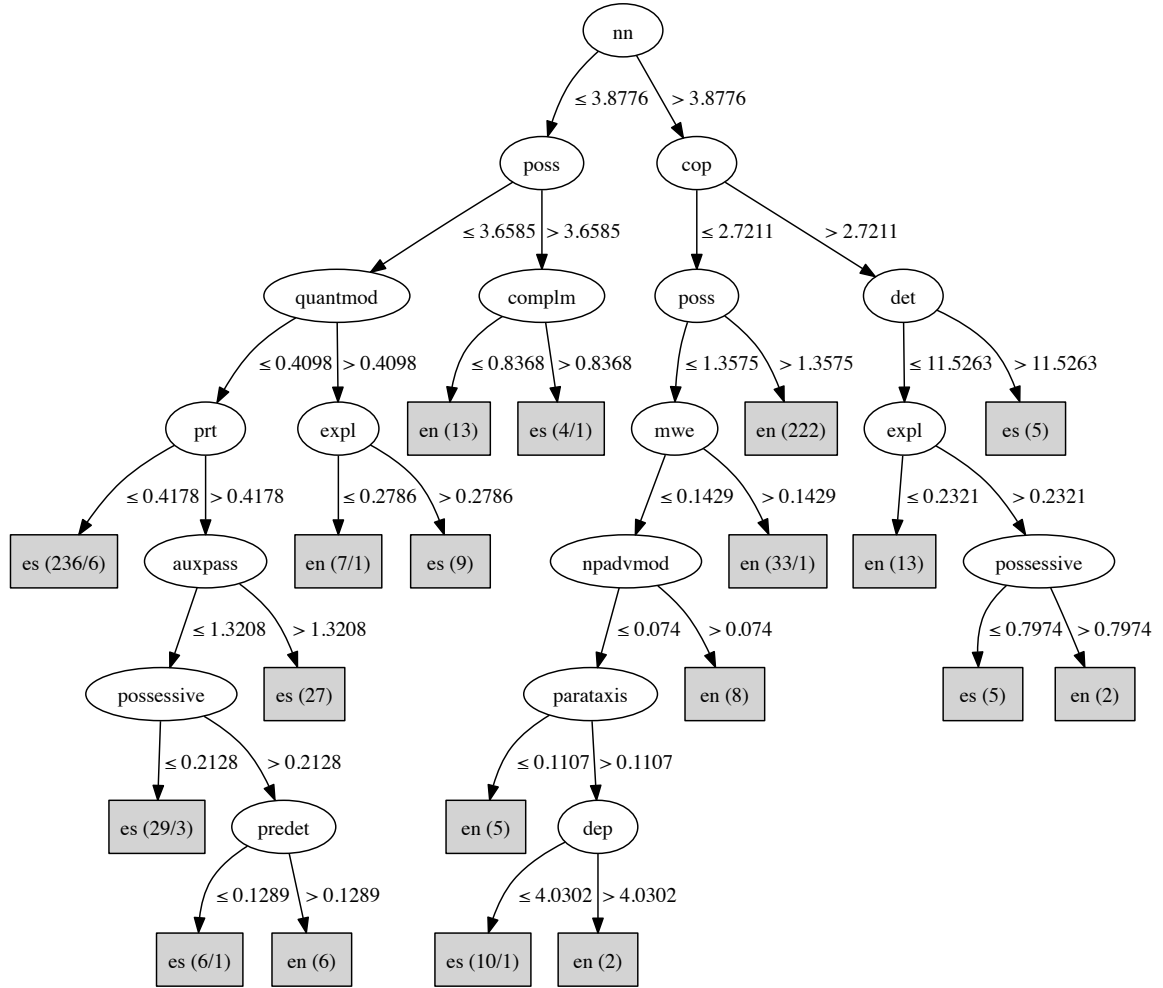 nn
≤ 3.8776 > 3.8776
poss cop
≤ 3.6585 > 3.6585 ≤ 2.7211 > 2.7211
quantmod complm poss det
≤ 0.4098 > 0.4098 ≤ 0.8368 > 0.8368 ≤ 1.3575 > 1.3575 ≤ 11.5263 > 11.5263
prt expl en (13) es (4/1) mwe en (222) expl es (5)
≤ 0.4178 > 0.4178 ≤ 0.2786 > 0.2786 ≤ 0.1429 > 0.1429 ≤ 0.2321 > 0.2321
es (236/6) auxpass en (7/1) es (9) npadvmod en (33/1) en (13) possessive
≤ 1.3208 > 1.3208 ≤ 0.074 > 0.074 ≤ 0.7974 > 0.7974
possessive es (27) parataxis en (8) es (5) en (2)
≤ 0.2128 > 0.2128 ≤ 0.1107 > 0.1107
es (29/3) predet en (5) dep
≤ 0.1289 > 0.1289 ≤ 4.0302 > 4.0302
es (6/1) en (6) es (10/1) en (2)